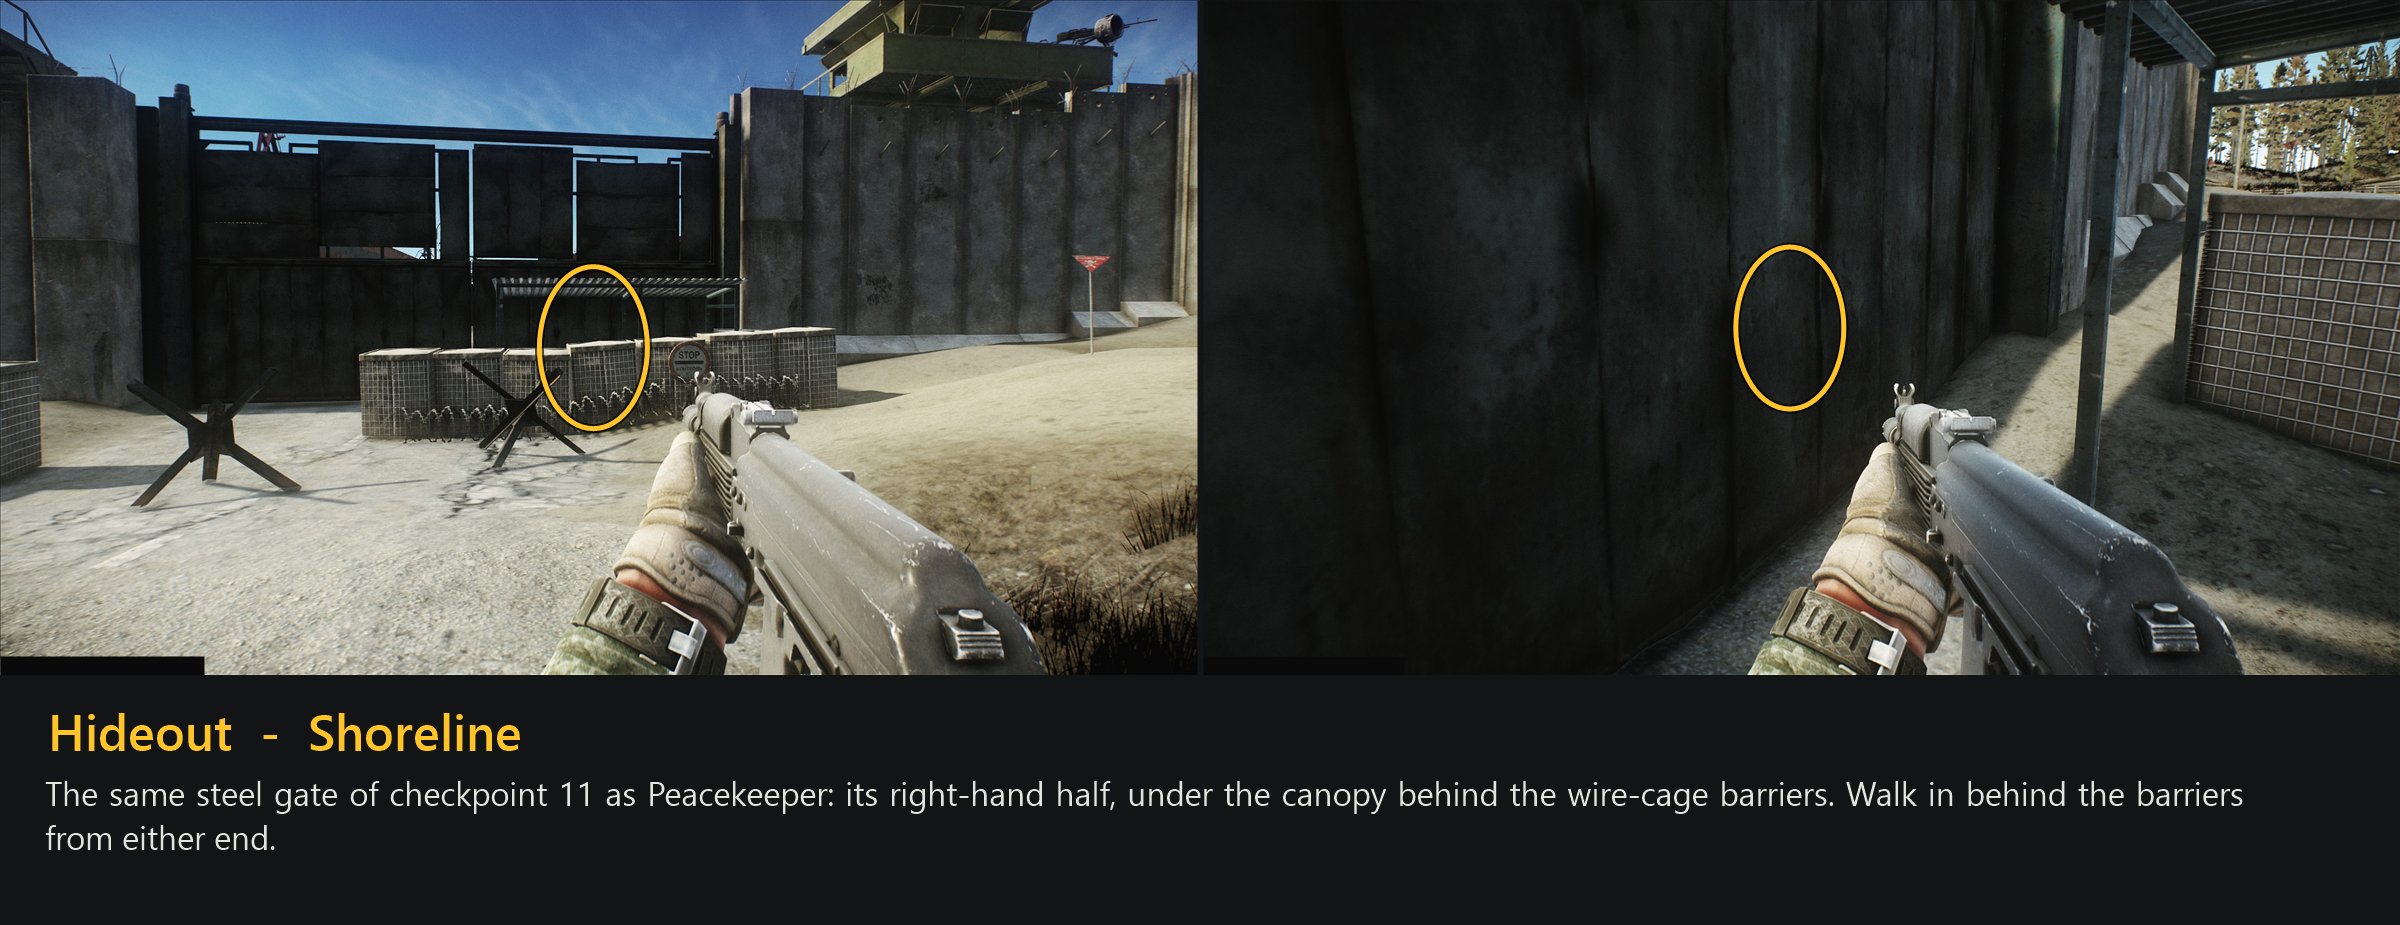 STOP
Hideout - Shoreline
The same steel gate of checkpoint 11 as Peacekeeper: its right-hand half, under the canopy behind the wire-cage barriers. Walk in behind the barriers
from either end.